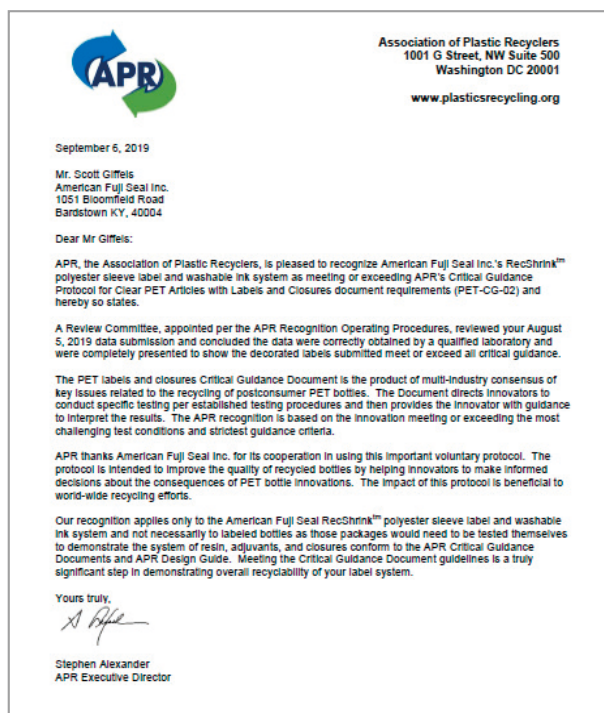 APR
Association of Plastic Recyclers
1001 G Street, NW Suite 500
Washington DC 20001
www.plasticsrecycling.org
September 6, 2019
Mr. Scott Giffels
American Fuji Seal Inc.
1051 Bloomfield Road
Bardstown KY, 40004
Dear Mr Giffels:
APR, the Association of Plastic Recyclers, is pleased to recognize American Fuji Seal Inc.'s RecShrink™
polyester sleeve label and washable ink system as meeting or exceeding APR's Critical Guidance
Protocol for Clear PET Articles with Labels and Closures document requirements (PET-CG-02) and
hereby so states.
A Review Committee, appointed per the APR Recognition Operating Procedures, reviewed your August
5, 2019 data submission and concluded the data were correctly obtained by a qualified laboratory and
were completely presented to show the decorated labels submitted meet or exceed all critical guidance.
The PET labels and closures Critical Guidance Document is the product of multi-industry consensus of
key issues related to the recycling of postconsumer PET bottles. The Document directs innovators to
conduct specific testing per established testing procedures and then provides the innovator with guidance
to interpret the results. The APR recognition is based on the innovation meeting or exceeding the most
challenging test conditions and strictest guidance criteria.
APR thanks American Fuji Seal Inc. for its cooperation in using this important voluntary protocol. The
protocol is intended to improve the quality of recycled bottles by helping innovators to make informed
decisions about the consequences of PET bottle innovations. The impact of this protocol is beneficial to
world-wide recycling efforts.
Our recognition applies only to the American Fuji Seal RecShrink™ polyester sleeve label and washable
ink system and not necessarily to labeled bottles as those packages would need to be tested themselves
to demonstrate the system of resin, adjuvants, and closures conform to the APR Critical Guidance
Documents and APR Design Guide. Meeting the Critical Guidance Document guidelines is a truly
significant step in demonstrating overall recyclability of your label system.
Yours truly,
Stephen Alexander
APR Executive Director